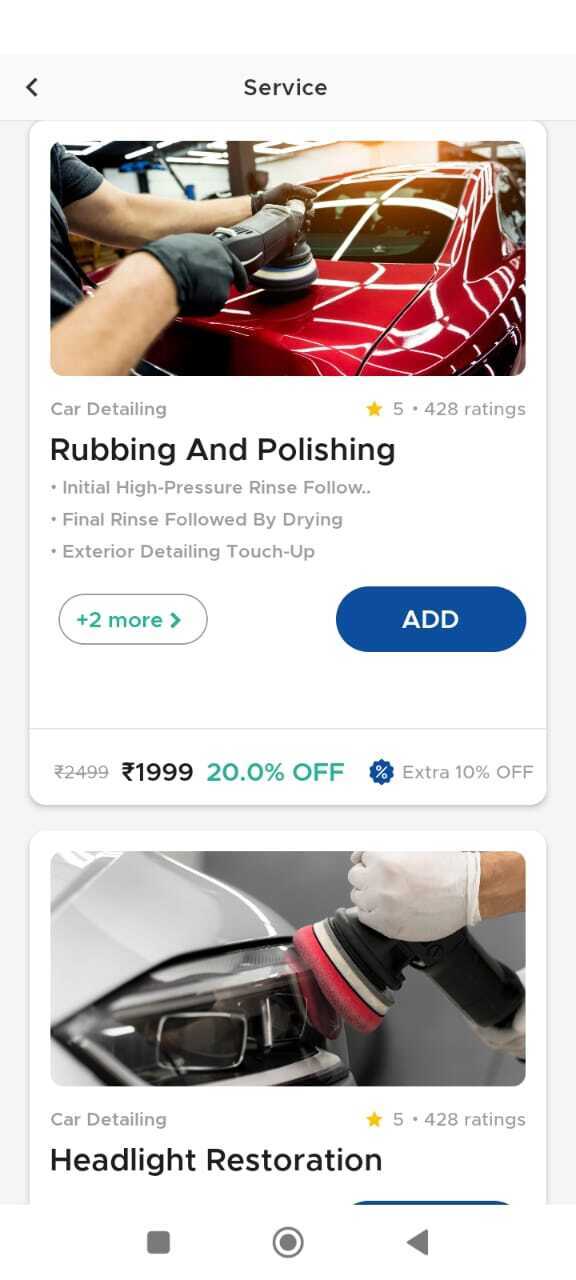 Service
Car Detailing
5 • 428 ratings
Rubbing And Polishing
• Initial High-Pressure Rinse Follow..
• Final Rinse Followed By Drying
• Exterior Detailing Touch-Up
+2 more
ADD
₹2499 ₹1999 20.0% OFF % Extra 10% OFF
Car Detailing
5 • 428 ratings
Headlight Restoration